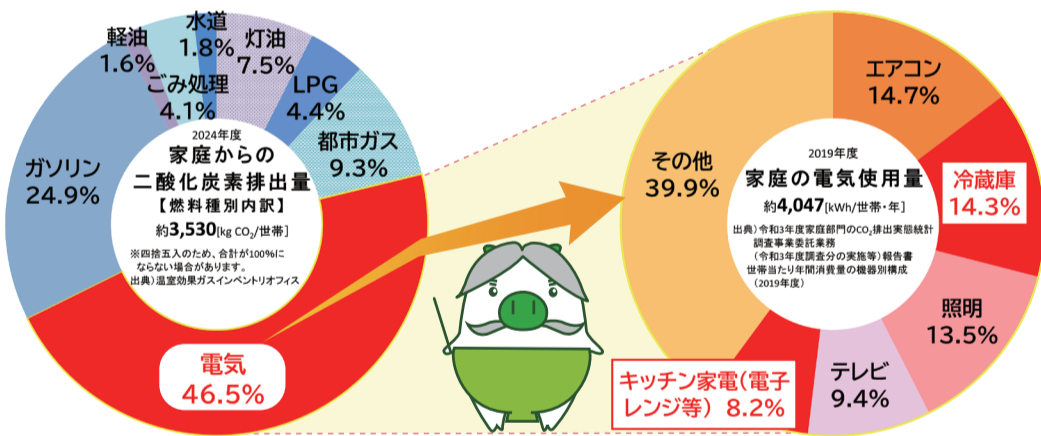 水道
1.8%
灯油
7.5%
軽油
1.6%
ごみ処理
4.1%
LPG
4.4%
都市ガス
9.3%
ガソリン
24.9%
2024年度
家庭からの
二酸化炭素排出量
【燃料種別内訳】
約3,530[kg CO₂/世帯]
※四捨五入のため、合計が100%に
ならない場合があります。
出典)温室効果ガスインベントリオフィス
電気
46.5%
エアコン
14.7%
その他
39.9%
冷蔵庫
14.3%
2019年度
家庭の電気使用量
約4,047[kWh/世帯・年]
出典)令和3年度家庭部門のCO₂排出実態統計
調査事業委託業務
(令和3年度調査分の実施等)報告書
世帯当たり年間消費量の機器別構成
(2019年度)
照明
13.5%
テレビ
9.4%
キッチン家電(電子
レンジ等) 8.2%